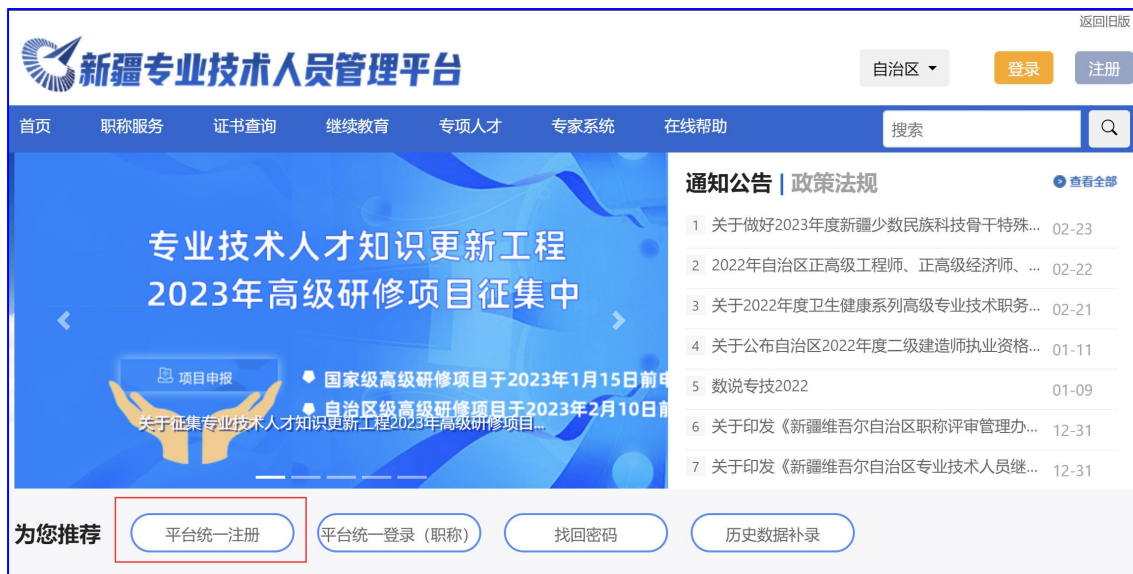 返回旧版
新疆专业技术人员管理平台
自治区
登录
注册
首页
职称服务
证书查询
继续教育
专项人才
专家系统
在线帮助
搜索
专业技术人才知识更新工程
2023年高级研修项目征集中
项目申报
国家级高级研修项目于2023年1月15日前
自治区级高级研修项目于2023年2月10日前
关于征集专业技术人才知识更新工程2023年高级研修项目...
通知公告 | 政策法规
查看全部
1 关于做好2023年度新疆少数民族科技骨干特殊... 02-23
2 2022年自治区正高级工程师、正高级经济师、... 02-22
3 关于2022年度卫生健康系列高级专业技术职务... 02-21
4 关于公布自治区2022年度二级建造师执业资格... 01-11
5 数说专技2022 01-09
6 关于印发《新疆维吾尔自治区职称评审管理办... 12-31
7 关于印发《新疆维吾尔自治区专业技术人员继... 12-31
为您推荐
平台统一注册
平台统一登录（职称）
找回密码
历史数据补录